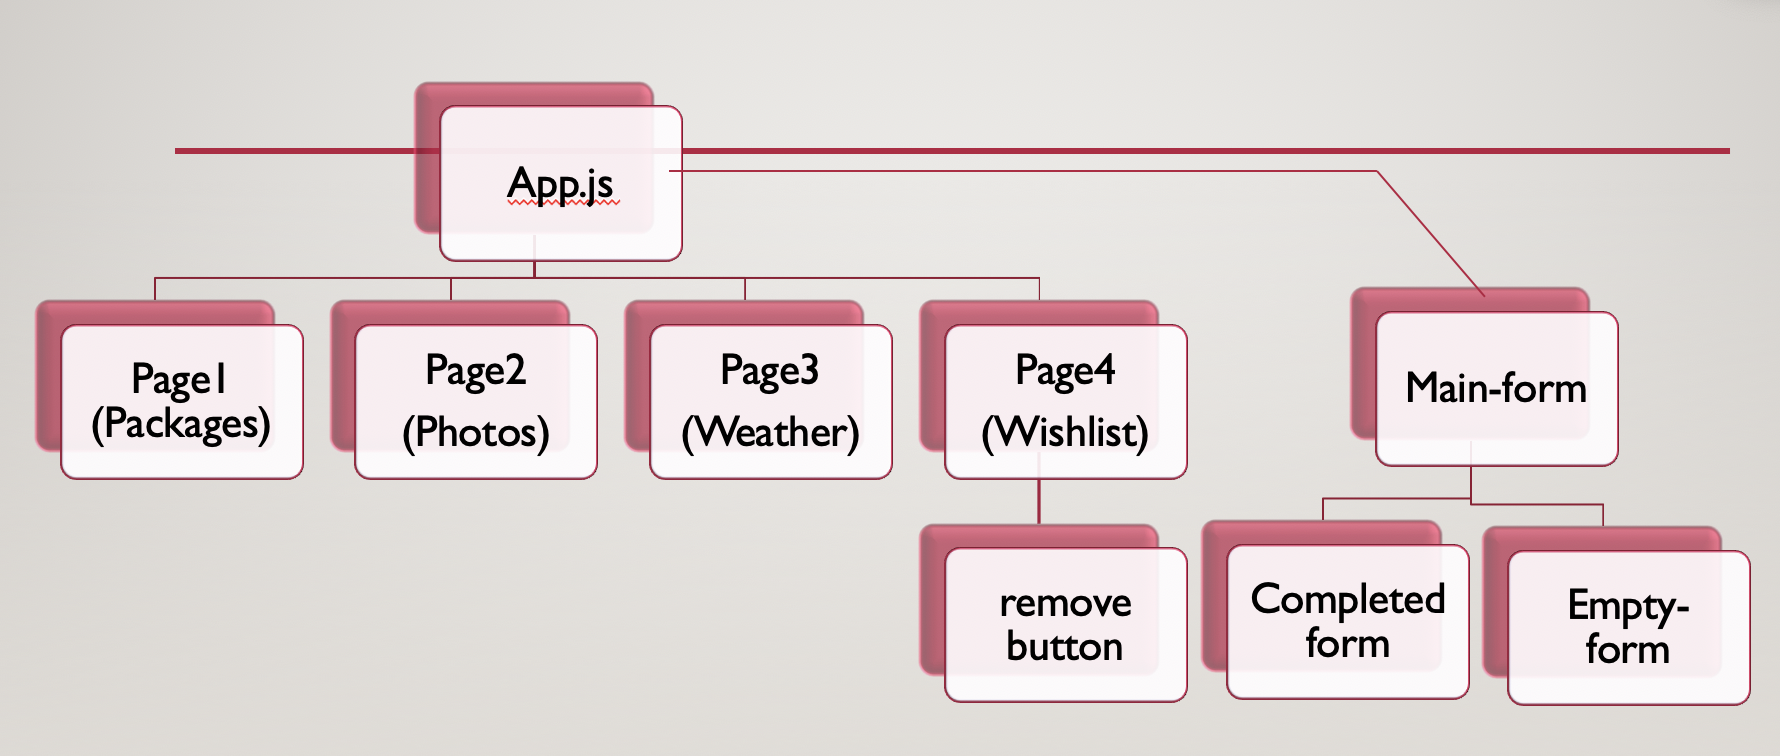 App.js
Page1
(Packages)
Page2
(Photos)
Page3
(Weather)
Page4
(Wishlist)
Main-form
remove
button
Completed
form
Empty-
form